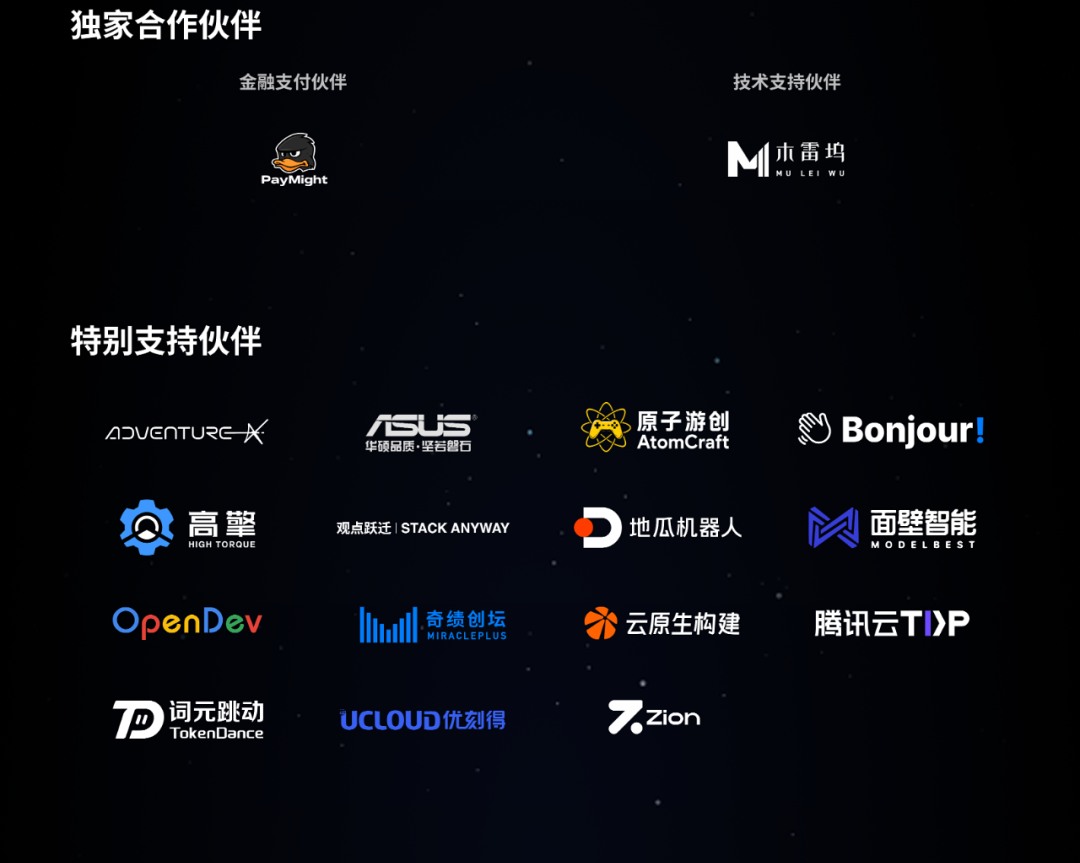 独家合作伙伴
金融支付伙伴
技术支持伙伴
PayMight
木雷坞
MU LEI WU
特别支持伙伴
ADVENTURE-X
ASUS
华硕品质·坚若磐石
原子游创
AtomCraft
Bonjour!
高擎
HIGH TORQUE
观点跃迁 | STACK ANYWAY
地瓜机器人
面壁智能
MODELBEST
OpenDev
奇绩创坛
MIRACLEPLUS
云原生构建
腾讯云TDP
词元跳动
TokenDance
UCLOUD优刻得
Zion